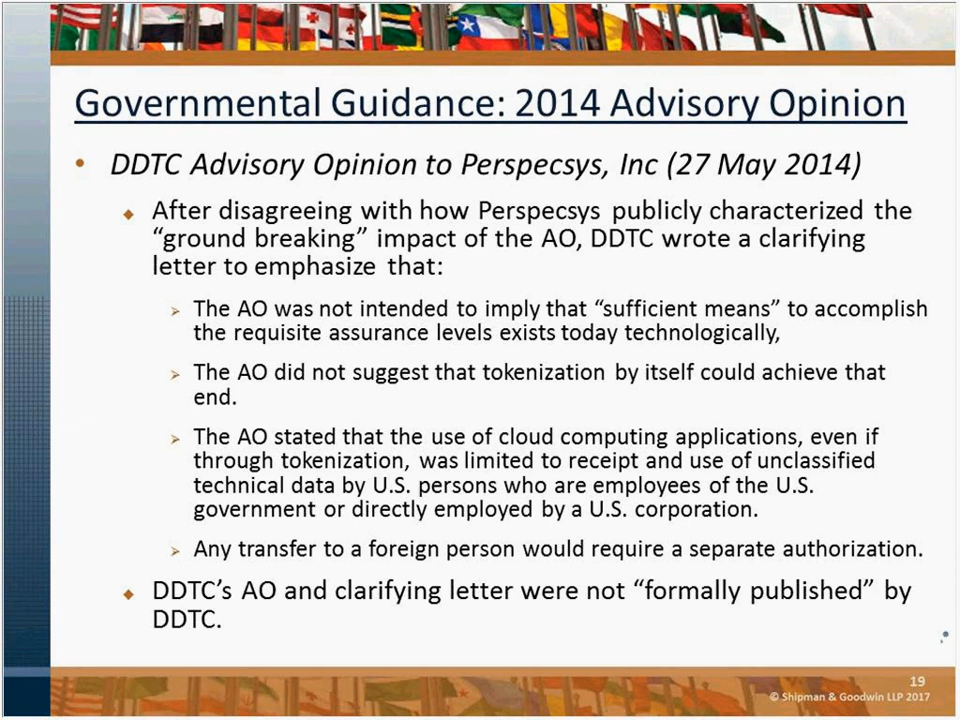 Governmental Guidance: 2014 Advisory Opinion
• DDTC Advisory Opinion to Perspecsys, Inc (27 May 2014)
◆ After disagreeing with how Perspecsys publicly characterized the
“ground breaking” impact of the AO, DDTC wrote a clarifying
letter to emphasize that:
➢ The AO was not intended to imply that “sufficient means” to accomplish
the requisite assurance levels exists today technologically,
➢ The AO did not suggest that tokenization by itself could achieve that
end.
➢ The AO stated that the use of cloud computing applications, even if
through tokenization, was limited to receipt and use of unclassified
technical data by U.S. persons who are employees of the U.S.
government or directly employed by a U.S. corporation.
➢ Any transfer to a foreign person would require a separate authorization.
◆ DDTC’s AO and clarifying letter were not “formally published” by
DDTC.
19
© Shipman & Goodwin LLP 2017